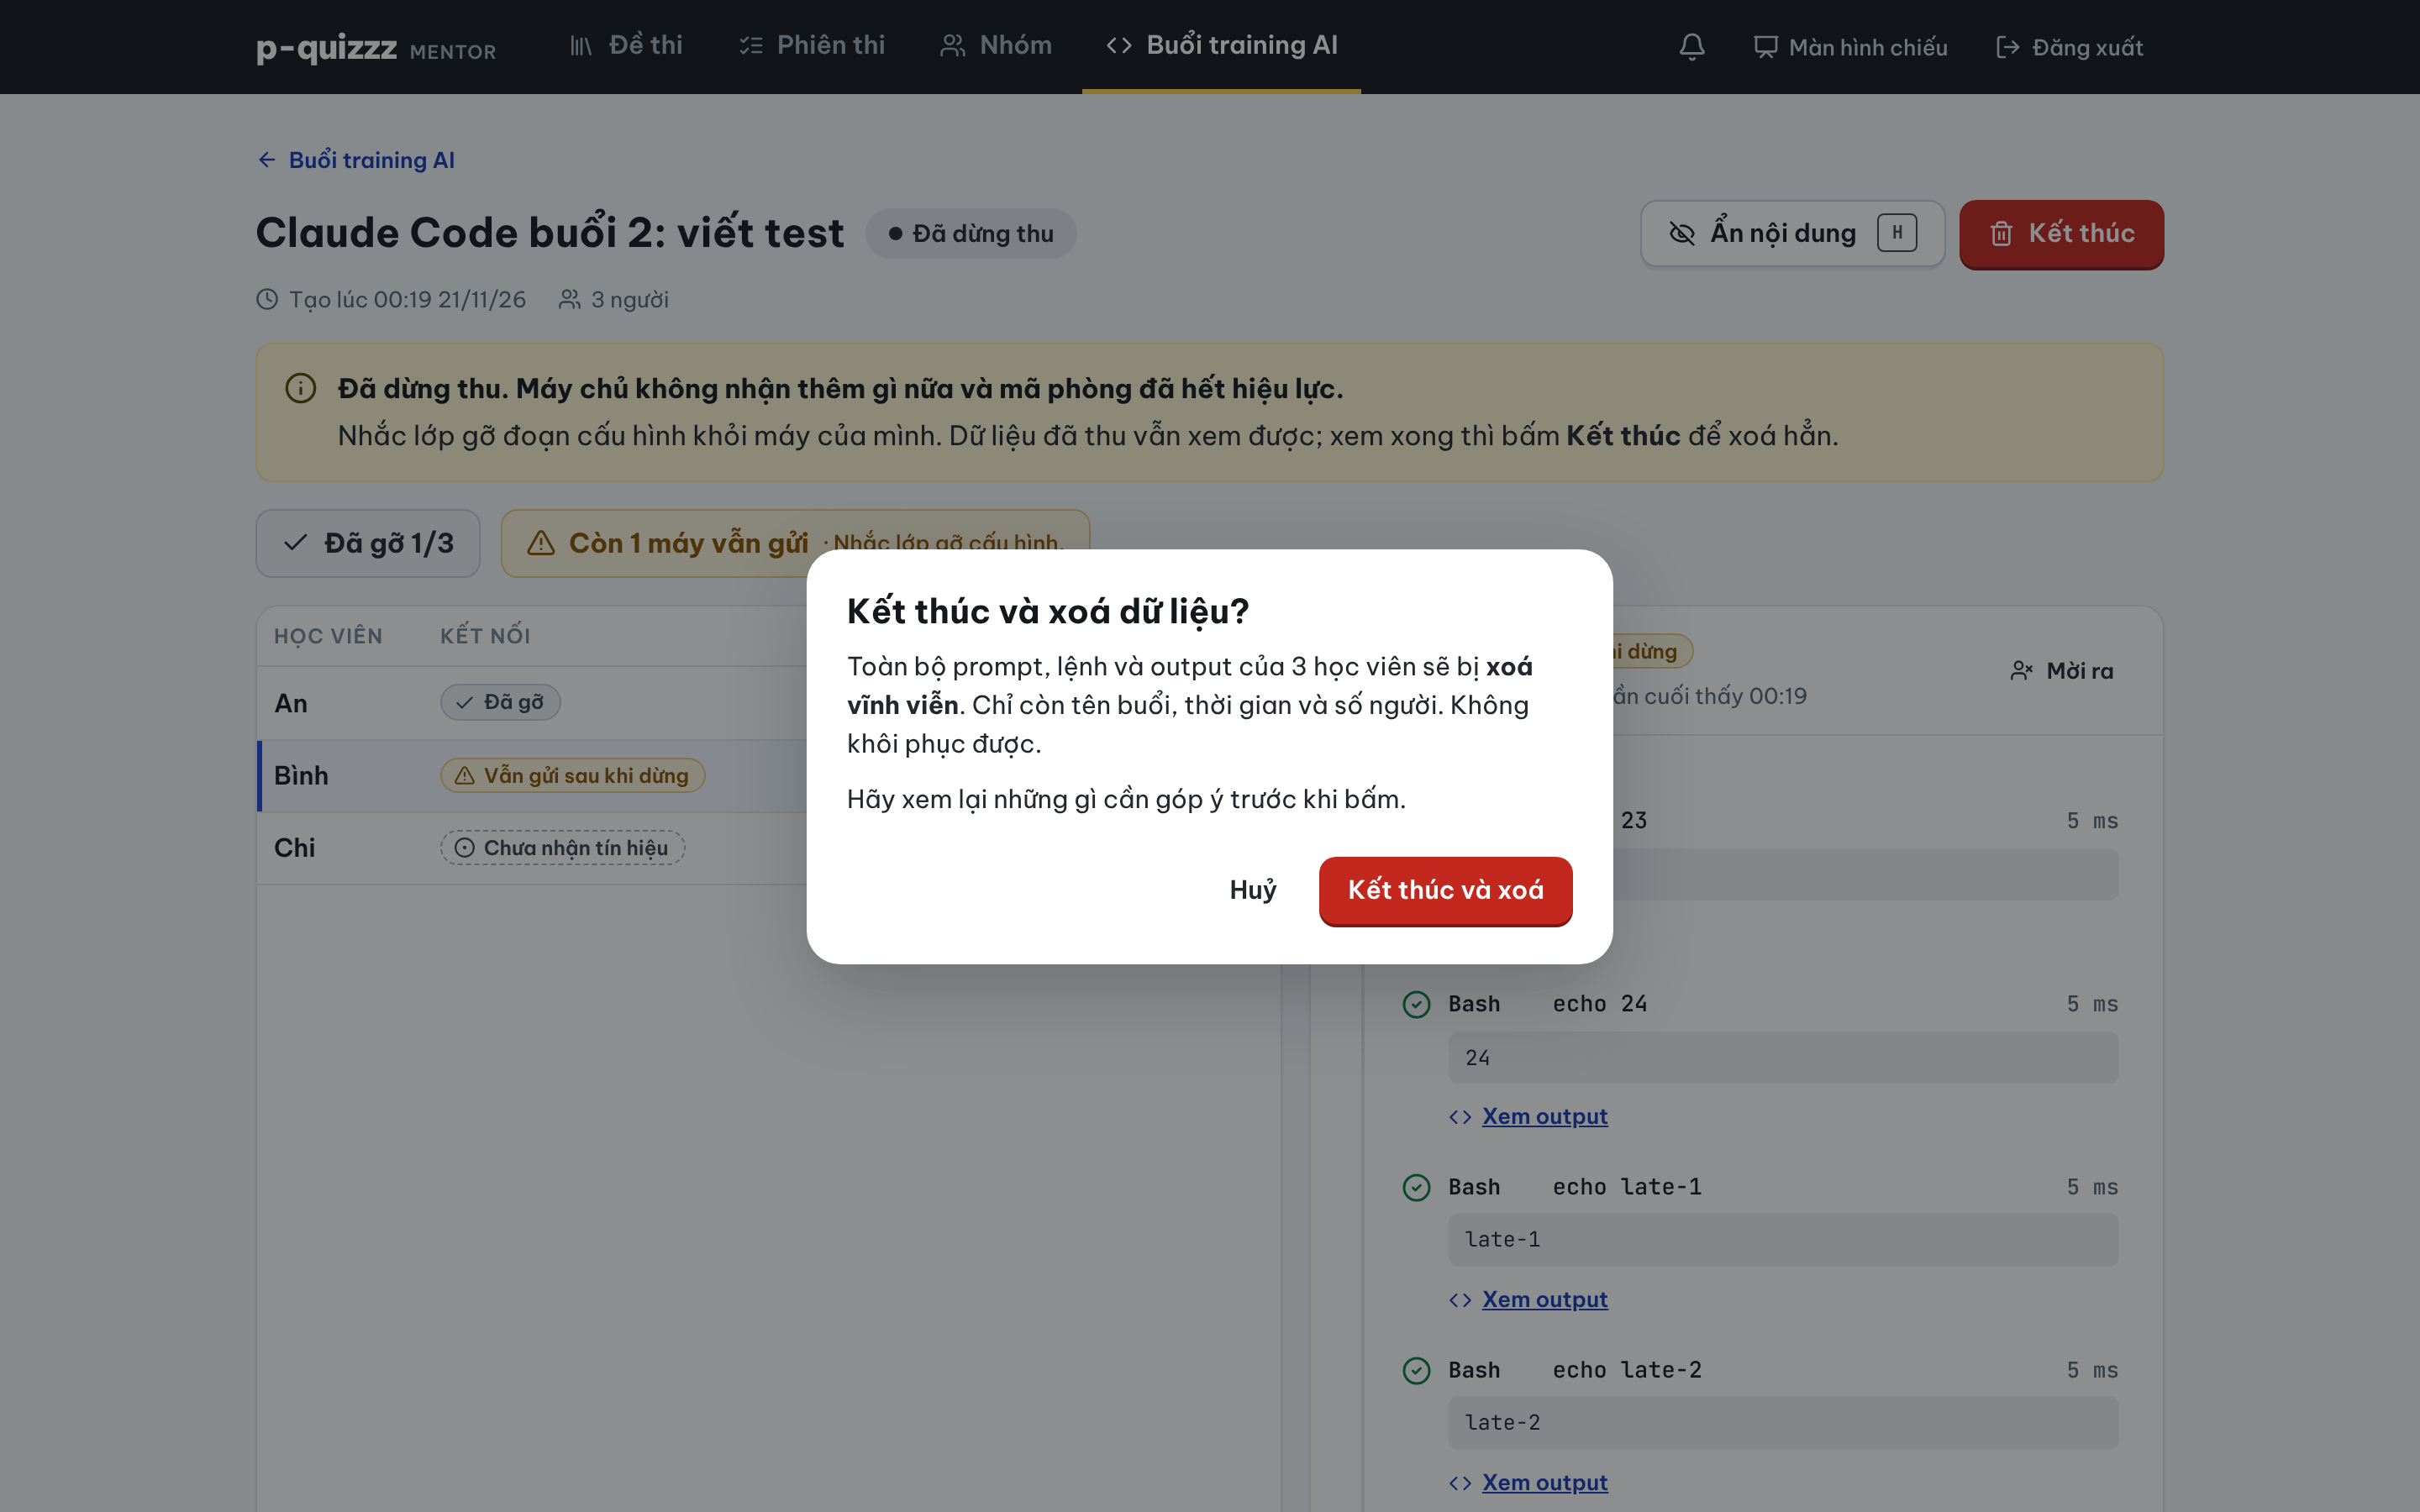 p-quizzz MENTOR
Đề thi
Phiên thi
Nhóm
Buổi training AI
Màn hình chiếu
Đăng xuất
Buổi training AI
Claude Code buổi 2: viết test
Đã dừng thu
Ẩn nội dung H
Kết thúc
Tạo lúc 00:19 21/11/26
3 người
Đã dừng thu. Máy chủ không nhận thêm gì nữa và mã phòng đã hết hiệu lực.
Nhắc lớp gỡ đoạn cấu hình khỏi máy của mình. Dữ liệu đã thu vẫn xem được; xem xong thì bấm Kết thúc để xoá hẳn.
Đã gỡ 1/3
Còn 1 máy vẫn gửi · Nhắc lớp gỡ cấu hình.
HỌC VIÊN KẾT NỐI
An Đã gỡ
Bình Vẫn gửi sau khi dừng
Chi Chưa nhận tín hiệu
Kết thúc và xoá dữ liệu?
Toàn bộ prompt, lệnh và output của 3 học viên sẽ bị xoá
vĩnh viễn. Chỉ còn tên buổi, thời gian và số người. Không
khôi phục được.
Hãy xem lại những gì cần góp ý trước khi bấm.
Huỷ
Kết thúc và xoá
dừng
cuối thấy 00:19
Mời ra
23 5 ms
Bash echo 24 5 ms
24
Xem output
Bash echo late-1 5 ms
late-1
Xem output
Bash echo late-2 5 ms
late-2
Xem output